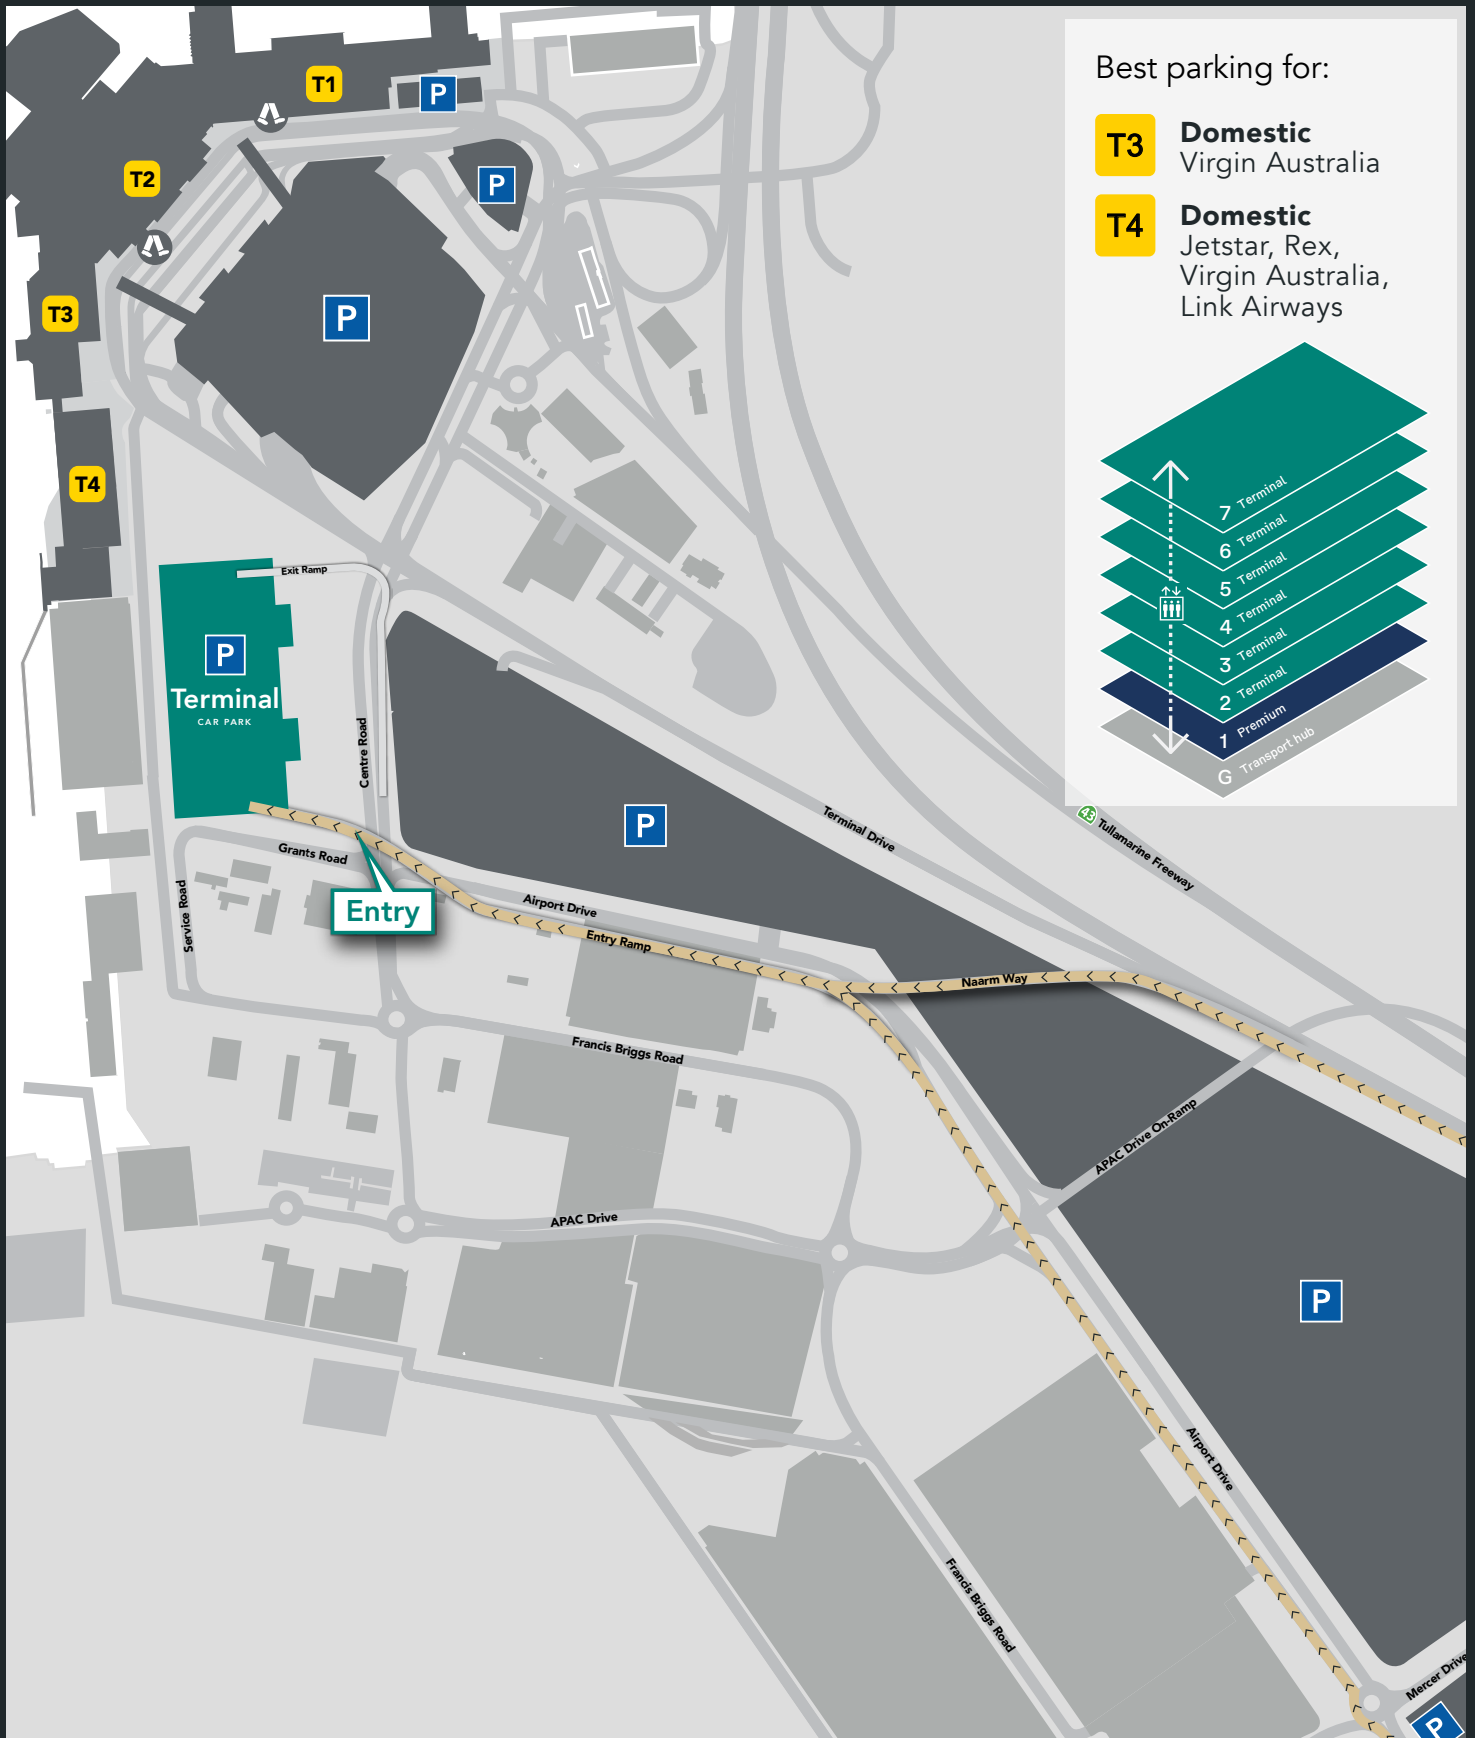 T1
P
T2
P
T3
P
T4
Exit Ramp
P
Terminal
CAR PARK
Centre Road
P
Grants Road
Entry
Service Road
Airport Drive
Entry Ramp
Terminal Drive
43
Tullamarine Freeway
Naarm Way
Francis Briggs Road
APAC Drive On-Ramp
APAC Drive
P
Airport Drive
Francis Briggs Road
Mercer Drive
P
Best parking for:
T3
Domestic
Virgin Australia
T4
Domestic
Jetstar, Rex,
Virgin Australia,
Link Airways
7 Terminal
6 Terminal
5 Terminal
4 Terminal
3 Terminal
2 Terminal
1 Premium
G Transport hub